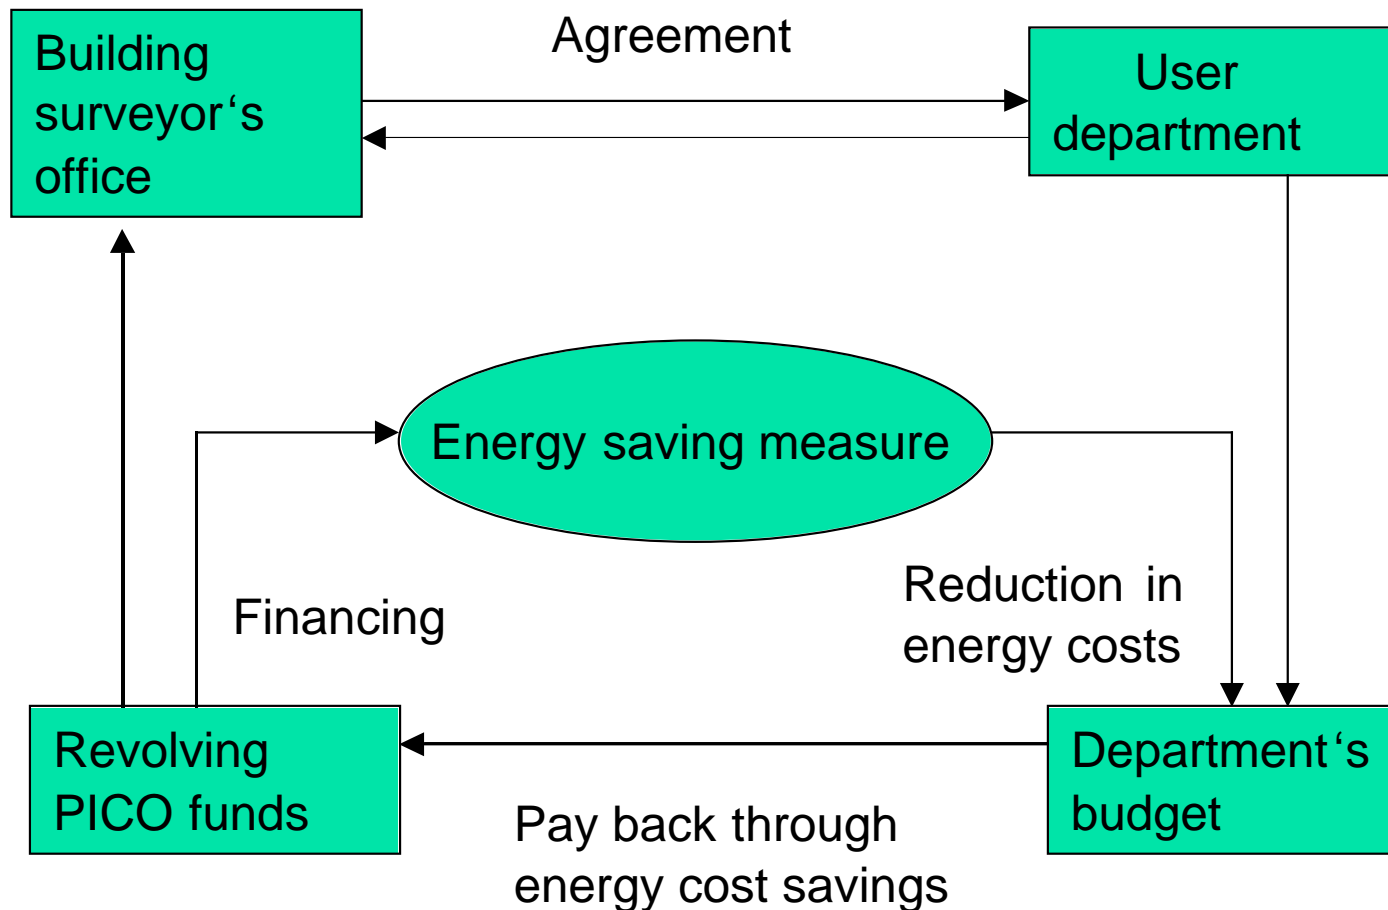 Building
surveyor‘s
office
Agreement
User
department
Energy saving measure
Financing
Reduction in
energy costs
Revolving
PICO funds
Pay back through
energy cost savings
Department‘s
budget